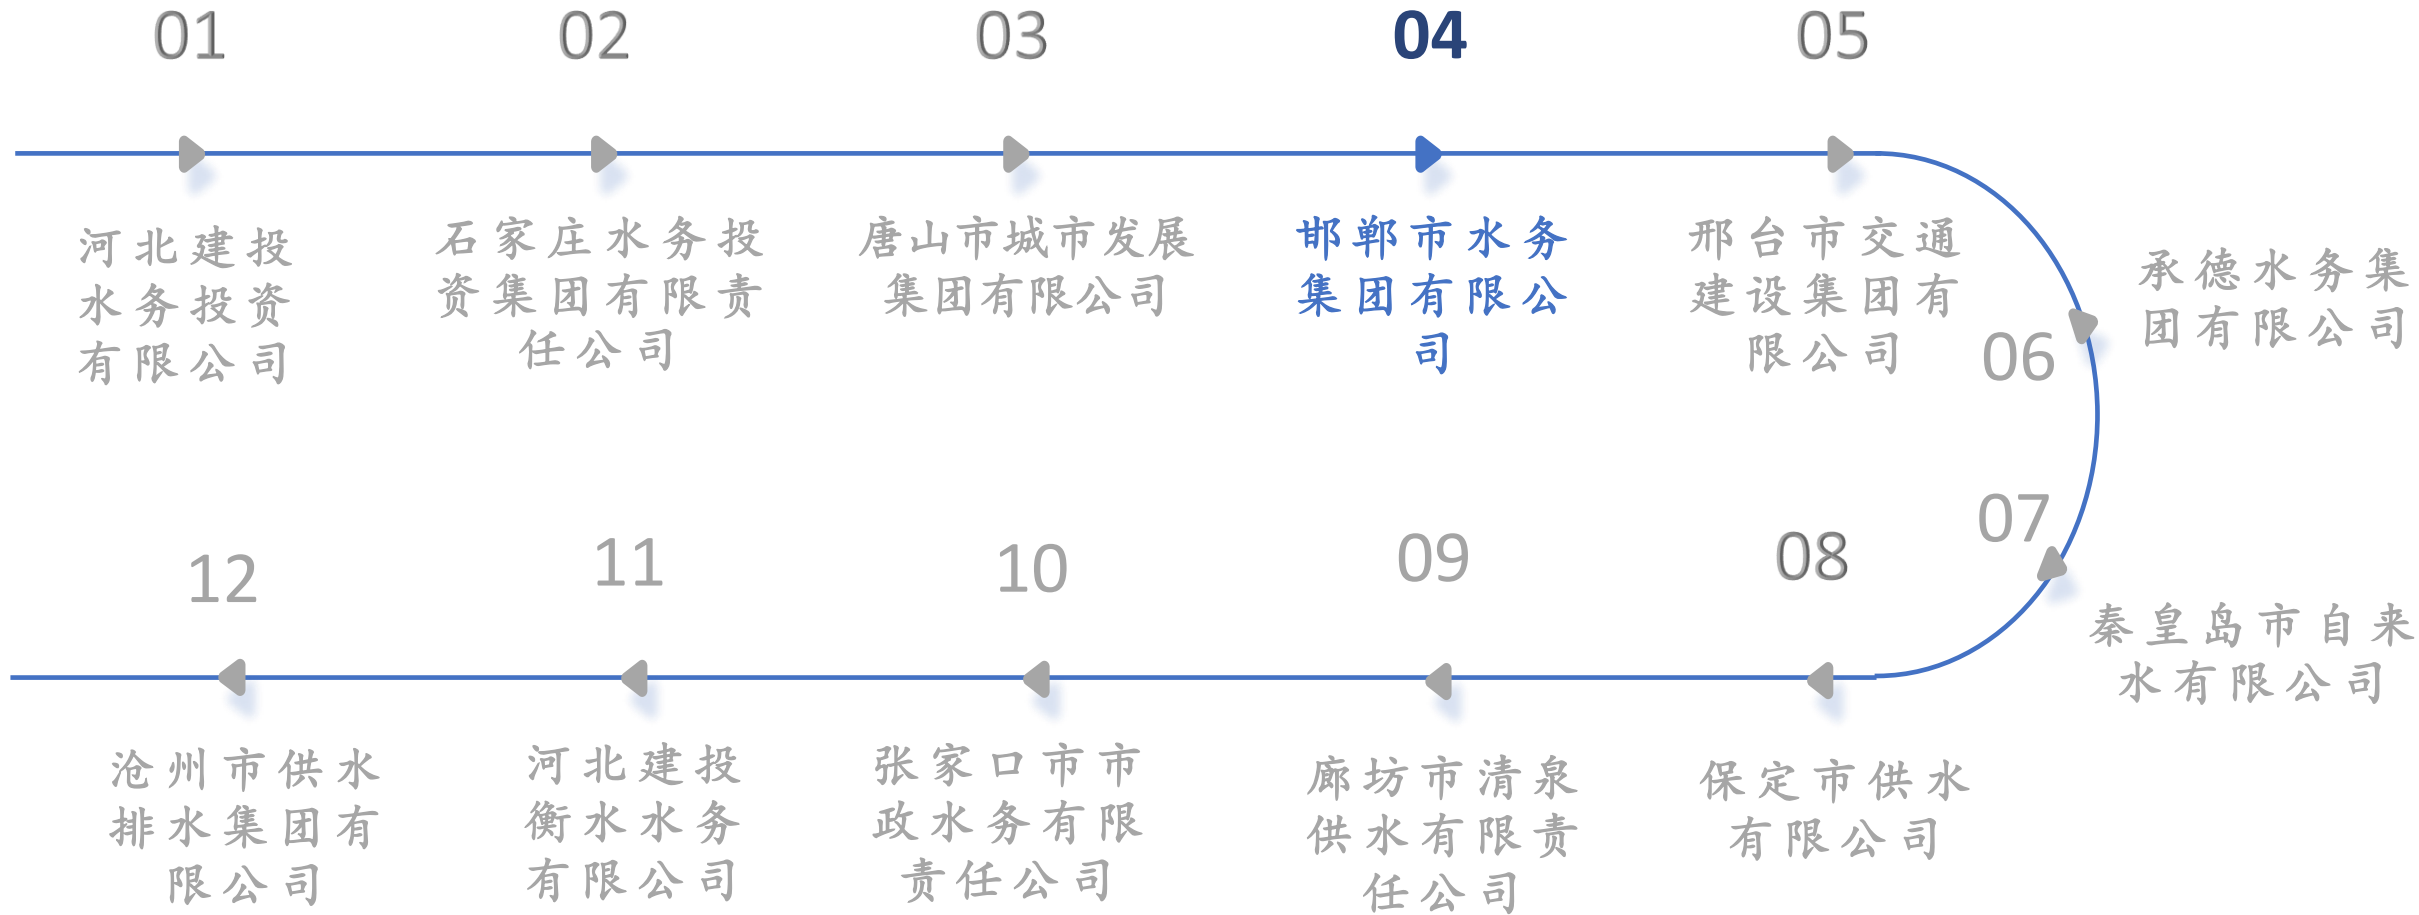 01
河北建投
水务投资
有限公司
02
石家庄水务投
资集团有限责
任公司
03
唐山市城市发展
集团有限公司
04
邯郸市水务
集团有限公
司
05
邢台市交通
建设集团有
限公司
06
承德水务集
团有限公司
07
秦皇岛市自来
水有限公司
08
保定市供水
有限公司
09
廊坊市清泉
供水有限责
任公司
10
张家口市市
政水务有限
责任公司
11
河北建投
衡水水务
有限公司
12
沧州市供水
排水集团有
限公司